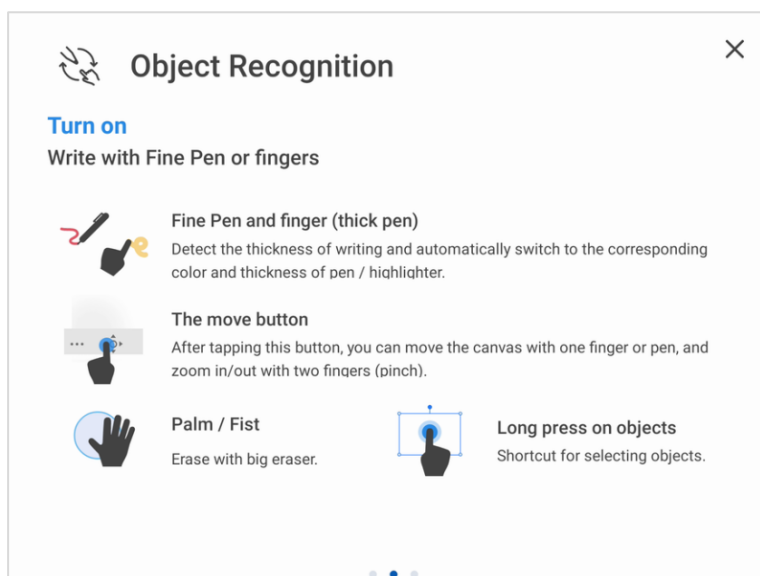 Object Recognition
Turn on
Write with Fine Pen or fingers
Fine Pen and finger (thick pen)
Detect the thickness of writing and automatically switch to the corresponding
color and thickness of pen / highlighter.
The move button
After tapping this button, you can move the canvas with one finger or pen, and
zoom in/out with two fingers (pinch).
Palm / Fist
Erase with big eraser.
Long press on objects
Shortcut for selecting objects.